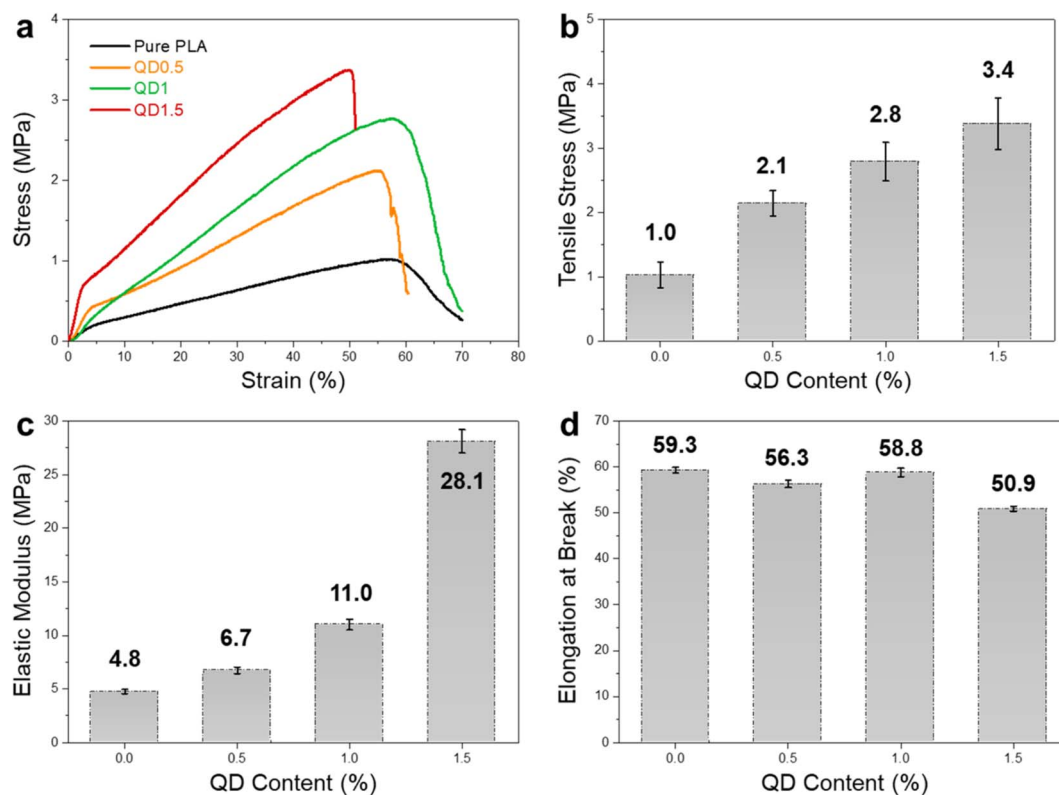 a
Pure PLA
QD0.5
QD1
QD1.5
4
3
2
1
0
Stress (MPa)
0 10 20 30 40 50 60 70 80
Strain (%)
b
5
4
3
2
1
0
Tensile Stress (MPa)
1.0
2.1
2.8
3.4
0.0 0.5 1.0 1.5
QD Content (%)
c
30
25
20
15
10
5
0
Elastic Modulus (MPa)
4.8
6.7
11.0
28.1
0.0 0.5 1.0 1.5
QD Content (%)
d
70
60
50
40
30
20
10
0
Elongation at Break (%)
59.3
56.3
58.8
50.9
0.0 0.5 1.0 1.5
QD Content (%)